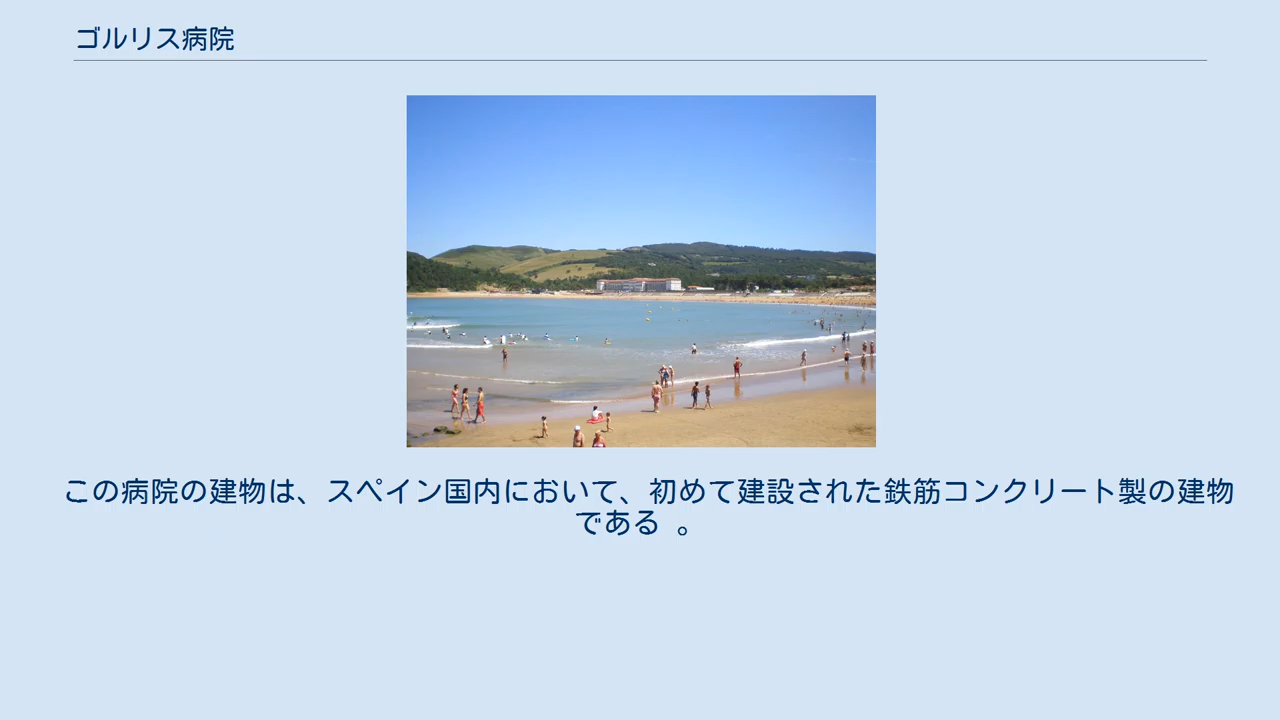 ゴルリス病院
この病院の建物は、スペイン国内において、初めて建設された鉄筋コンクリート製の建物
である 。